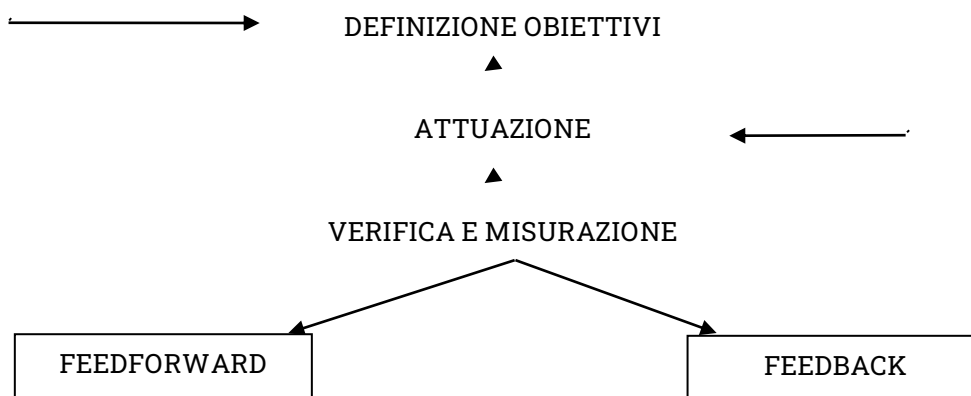 DEFINIZIONE OBIETTIVI
ATTUAZIONE
VERIFICA E MISURAZIONE
FEEDFORWARD
FEEDBACK